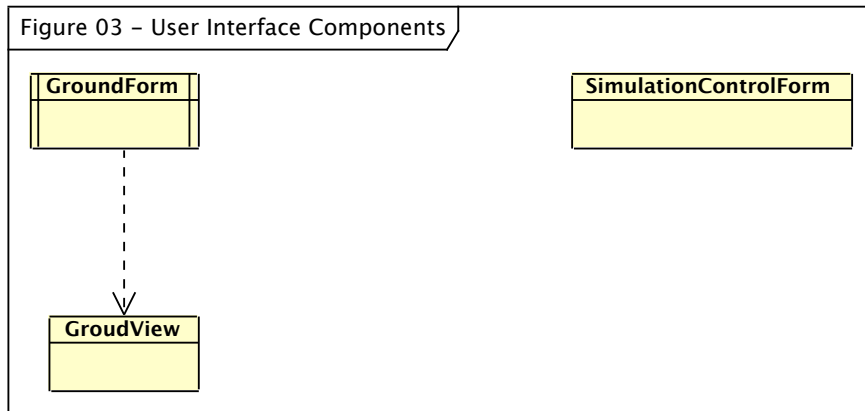 Figure 03 – User Interface Components
GroundForm
SimulationControlForm
GroudView